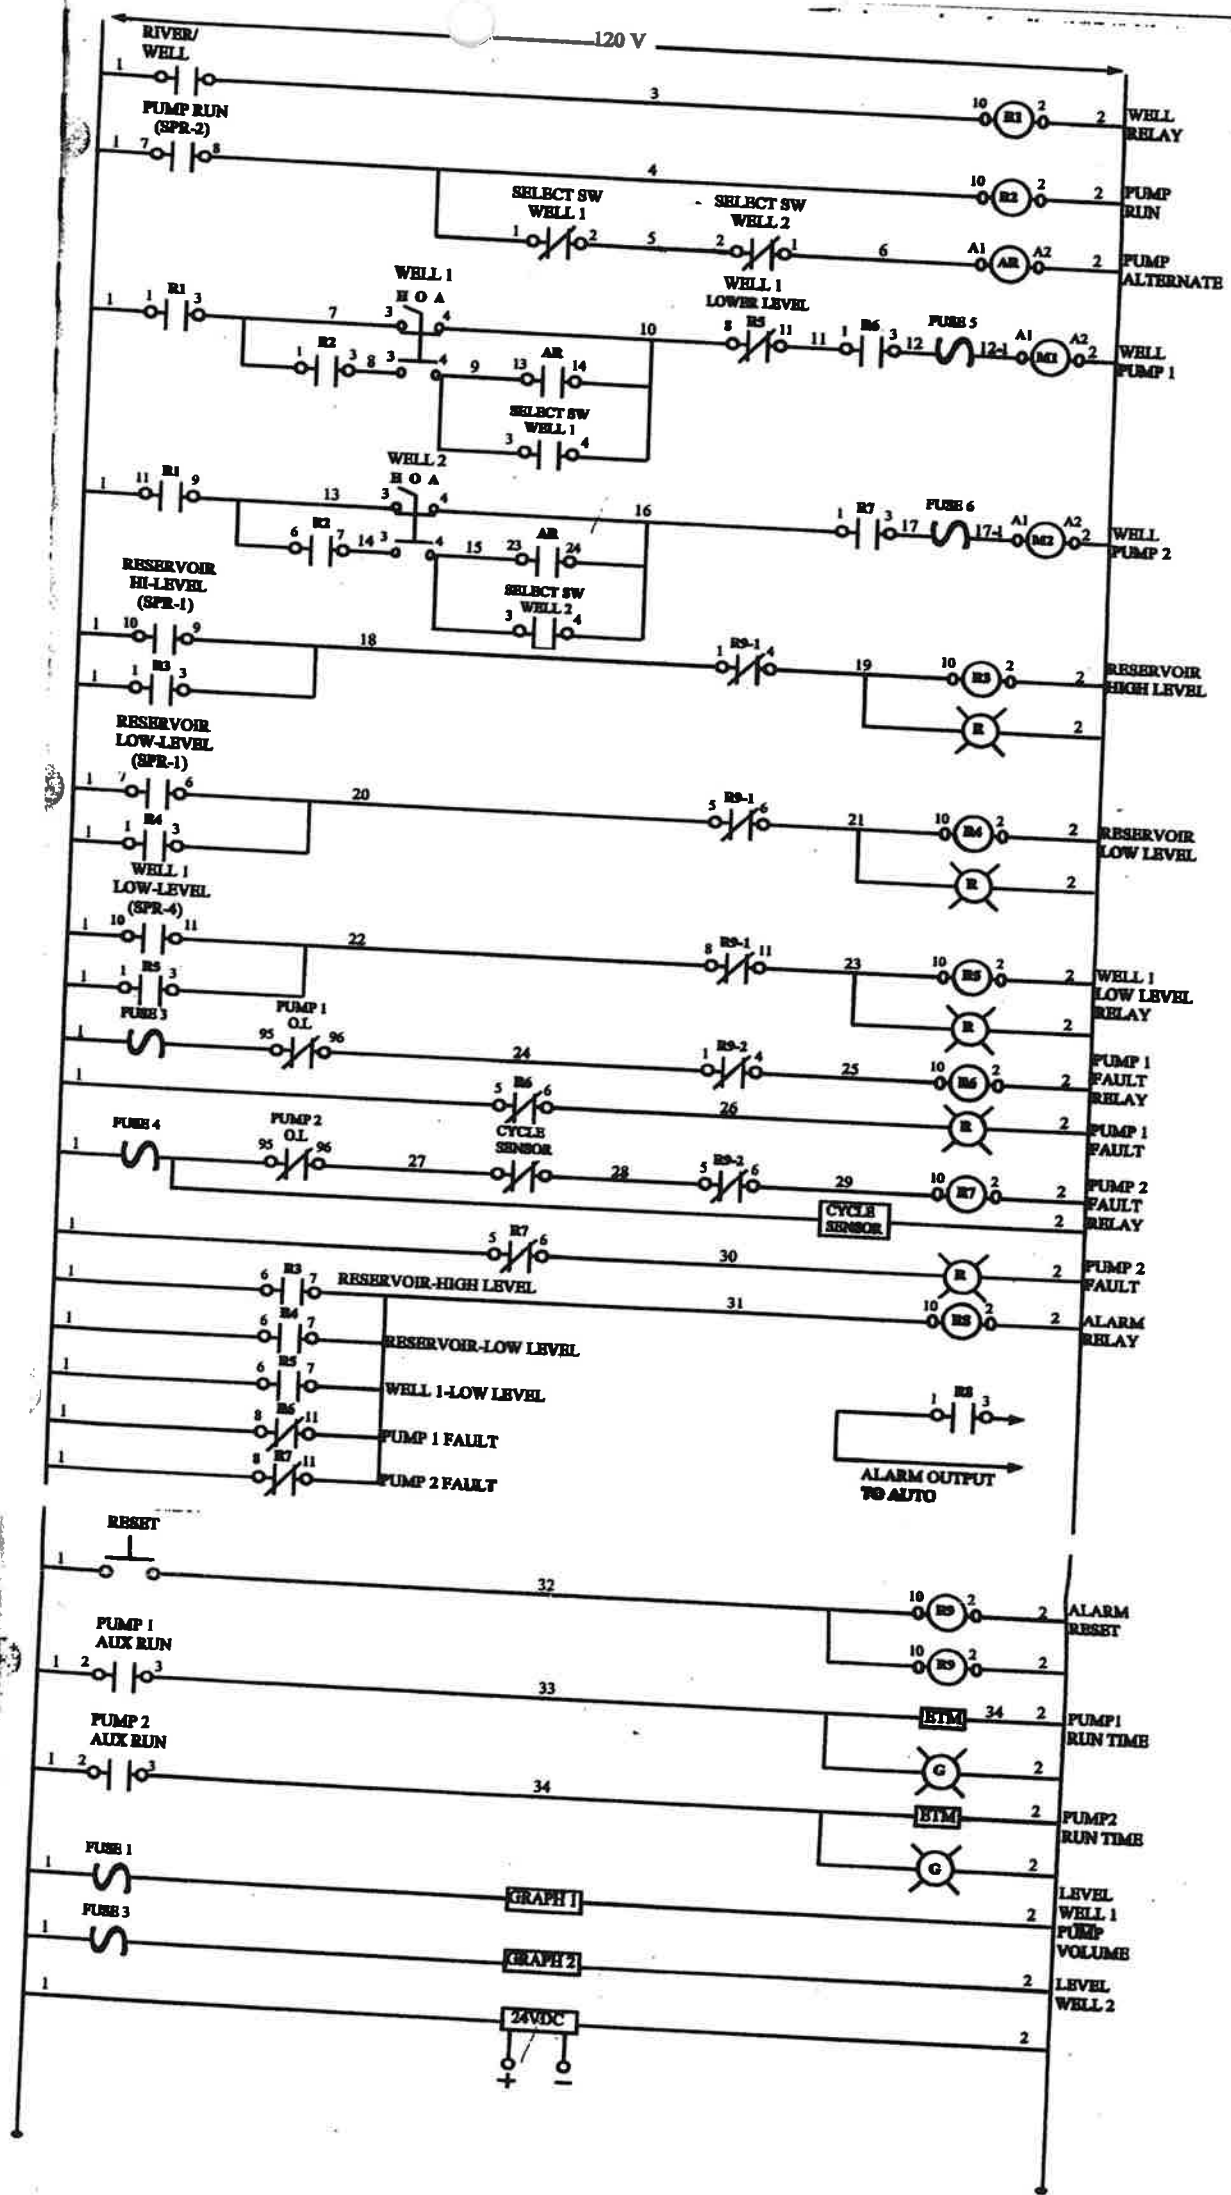 120 V
RIVER/
WELL
1 3 10 R1 2 2 WELL
RELAY
PUMP RUN
(SPR-2)
1 7 8 4 10 R2 2 2 PUMP
RUN
SELECT SW
WELL 1
SELECT SW
WELL 2
1 2 5 2 1 6 A1 AR A2 2 PUMP
ALTERNATE
WELL 1
H O A
WELL 1
LOWER LEVEL
1 1 R1 3 7 3 4 10 8 R5 11 11 1 R6 3 12 FUSE 5 12-1 A1 M1 A2 2 WELL
PUMP 1
1 R2 3 8 3 4 9 13 AR 14
SELECT SW
WELL 1
3 4
WELL 2
H O A
1 11 R1 9 13 3 4 16 1 R7 3 17 FUSE 6 17-1 A1 M2 A2 2 WELL
PUMP 2
6 R2 7 14 3 4 15 23 AR 24
SELECT SW
WELL 2
3 4
RESERVOIR
HI-LEVEL
(SPR-1)
1 10 9 18 1 R9-1 4 19 10 R3 2 2 RESERVOIR
HIGH LEVEL
1 1 R3 3 R 2
RESERVOIR
LOW-LEVEL
(SPR-1)
1 7 6 20 5 R9-1 6 21 10 R4 2 2 RESERVOIR
LOW LEVEL
1 1 R4 3 R 2
WELL 1
LOW-LEVEL
(SPR-4)
1 10 11 22 8 R9-1 11 23 10 R5 2 2 WELL 1
LOW LEVEL
RELAY
1 1 R5 3 R 2
1 FUSE 3 95 PUMP 1
O.L 96 24 1 R9-2 4 25 10 R6 2 2 PUMP 1
FAULT
RELAY
1 5 R6 6 26 R 2 PUMP 1
FAULT
1 FUSE 4 95 PUMP 2
O.L 96 27 CYCLE
SENSOR 28 5 R9-2 6 29 10 R7 2 2 PUMP 2
FAULT
RELAY
CYCLE
SENSOR 2
1 5 R7 6 30 R 2 PUMP 2
FAULT
1 6 R3 7 RESERVOIR-HIGH LEVEL 31 10 R8 2 2 ALARM
RELAY
1 6 R4 7 RESERVOIR-LOW LEVEL
1 6 R5 7 WELL 1-LOW LEVEL
1 8 R6 11 PUMP 1 FAULT
1 8 R7 11 PUMP 2 FAULT
1 R8 3
ALARM OUTPUT
TO AUTO
RESET
1 32 10 R9 2 2 ALARM
RESET
10 R9 2 2
PUMP 1
AUX RUN
1 2 3 33 ETM 34 2 PUMP1
RUN TIME
G 2
PUMP 2
AUX RUN
1 2 3 34 ETM 2 PUMP2
RUN TIME
G 2
1 FUSE 1 GRAPH 1 2 LEVEL
WELL 1
PUMP
VOLUME
1 FUSE 3 GRAPH 2 2 LEVEL
WELL 2
1 24VDC 2
+ −